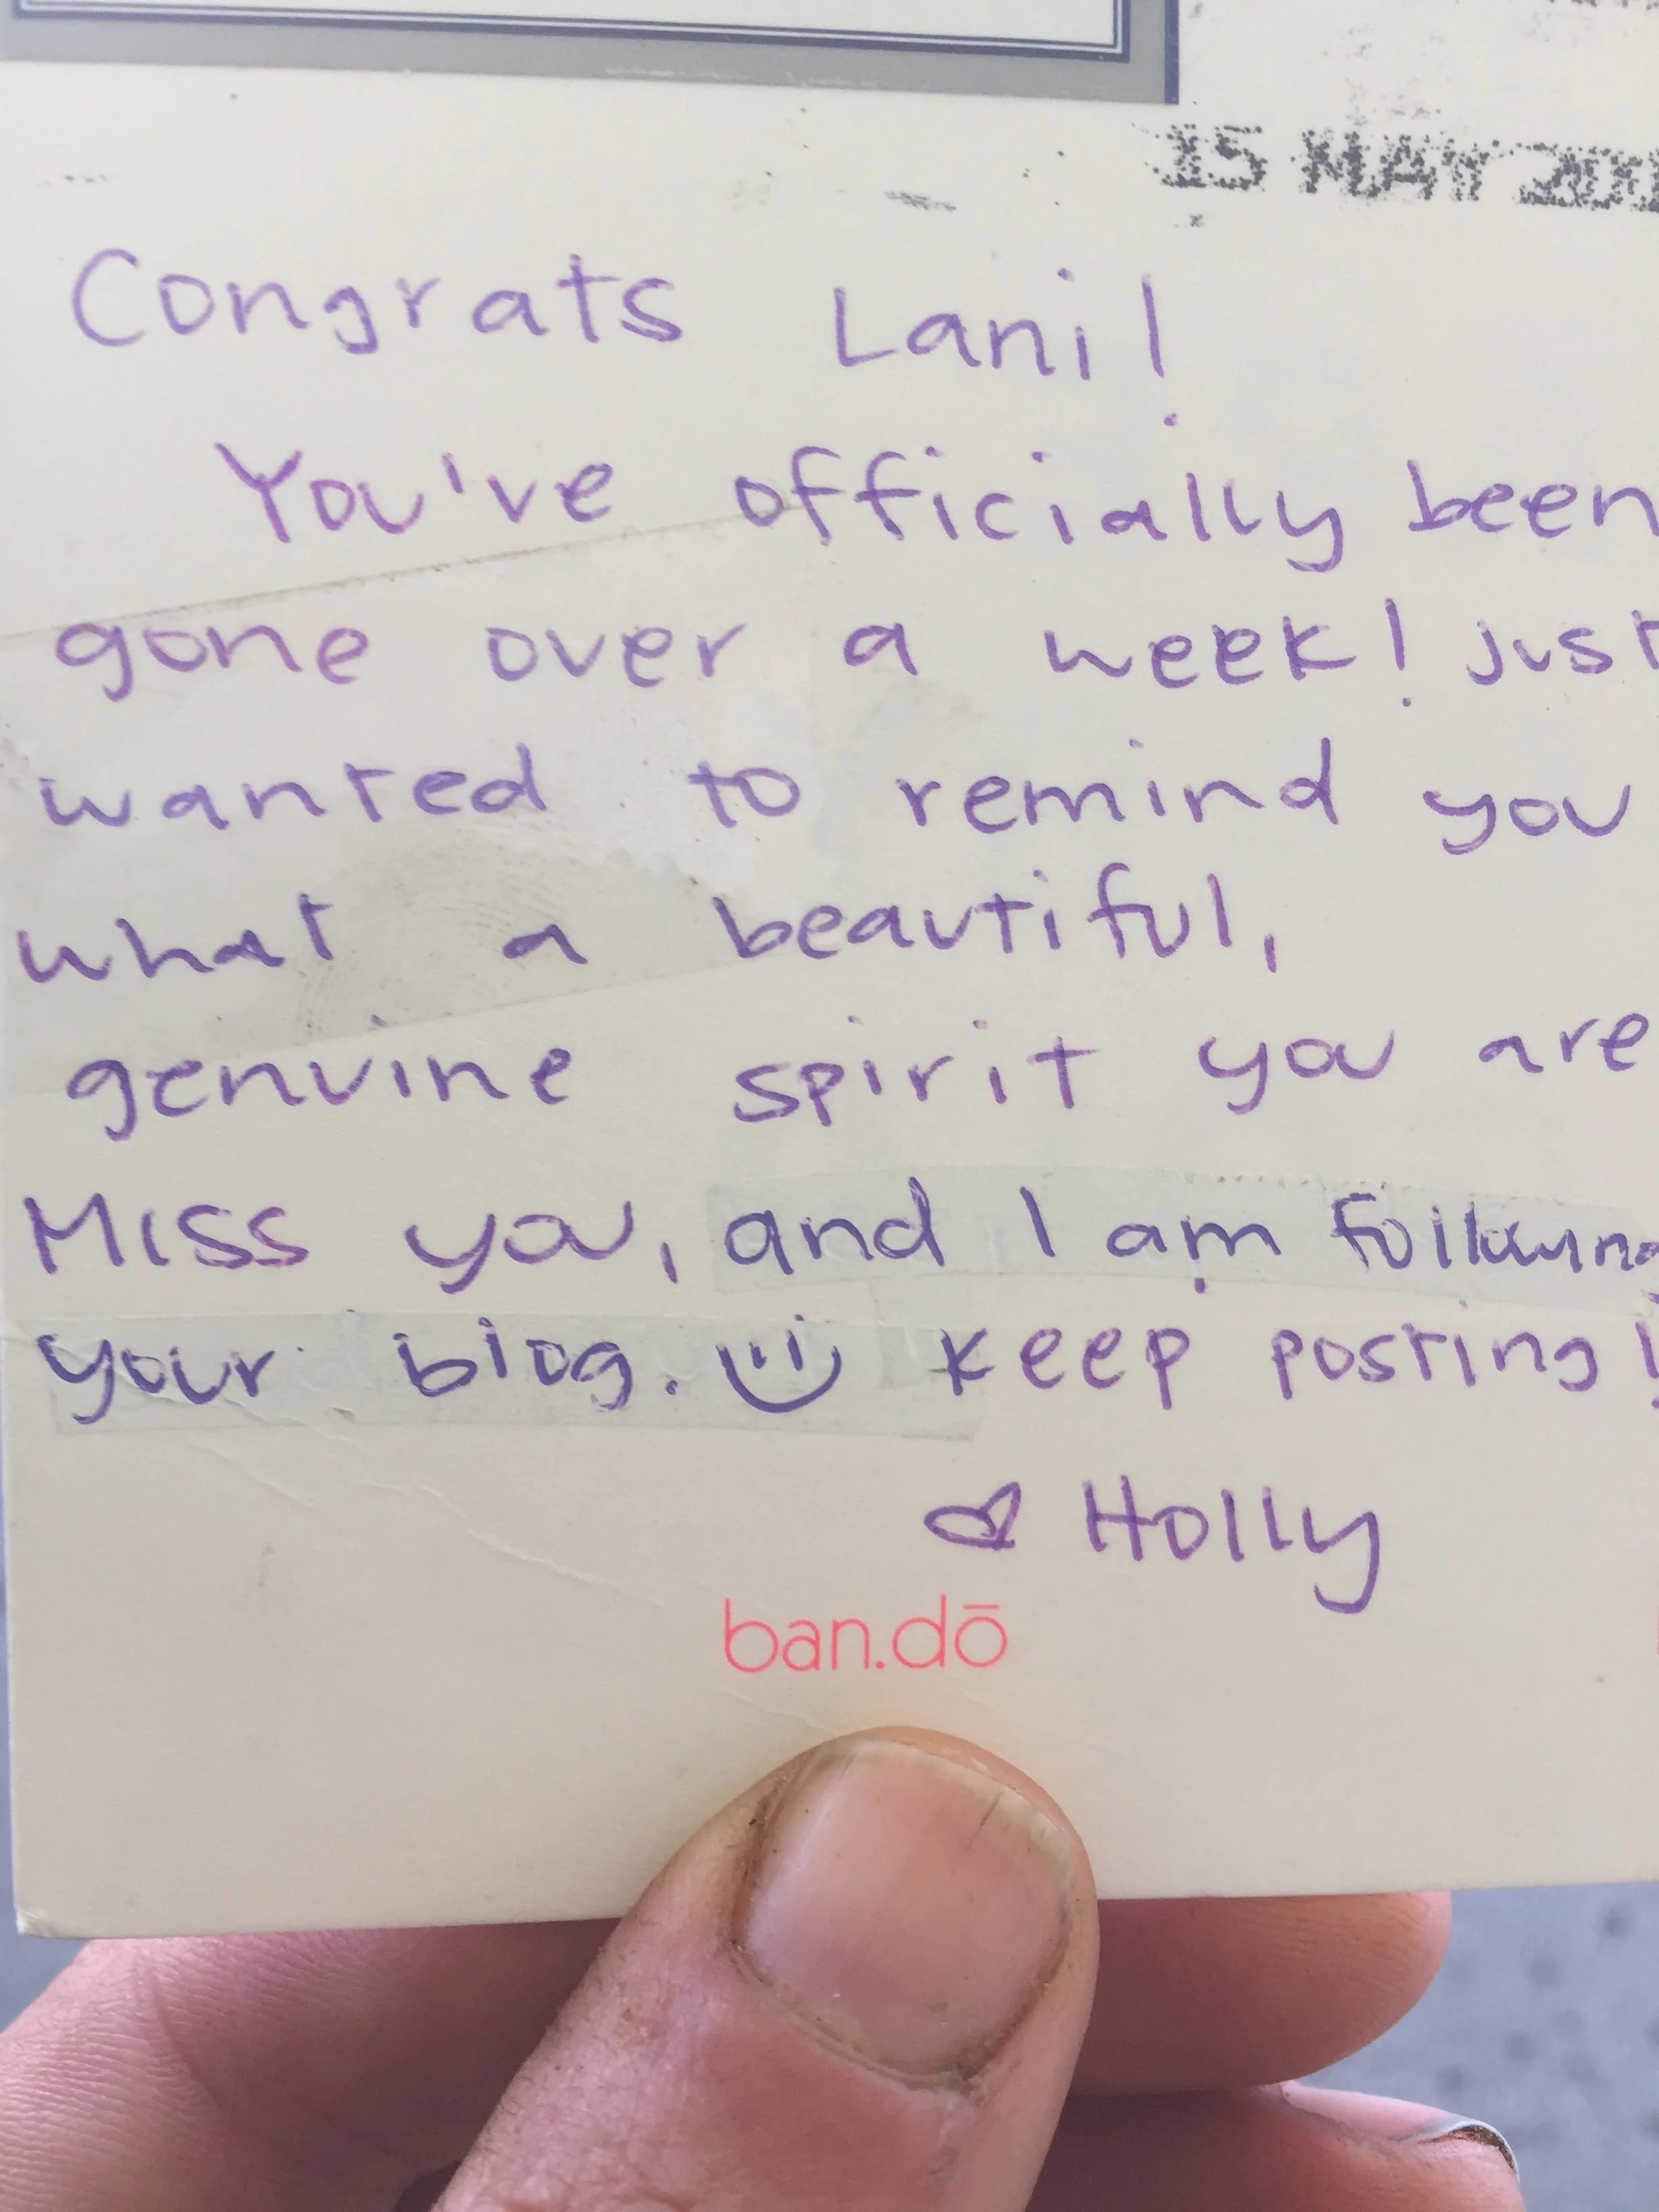 15 MAY 20
Congrats Lani!
You've officially been
gone over a week! Just
wanted to remind you
what a beautiful,
genuine spirit you are
Miss you, and I am following
your blog. Keep posting!
Holly
ban.dō